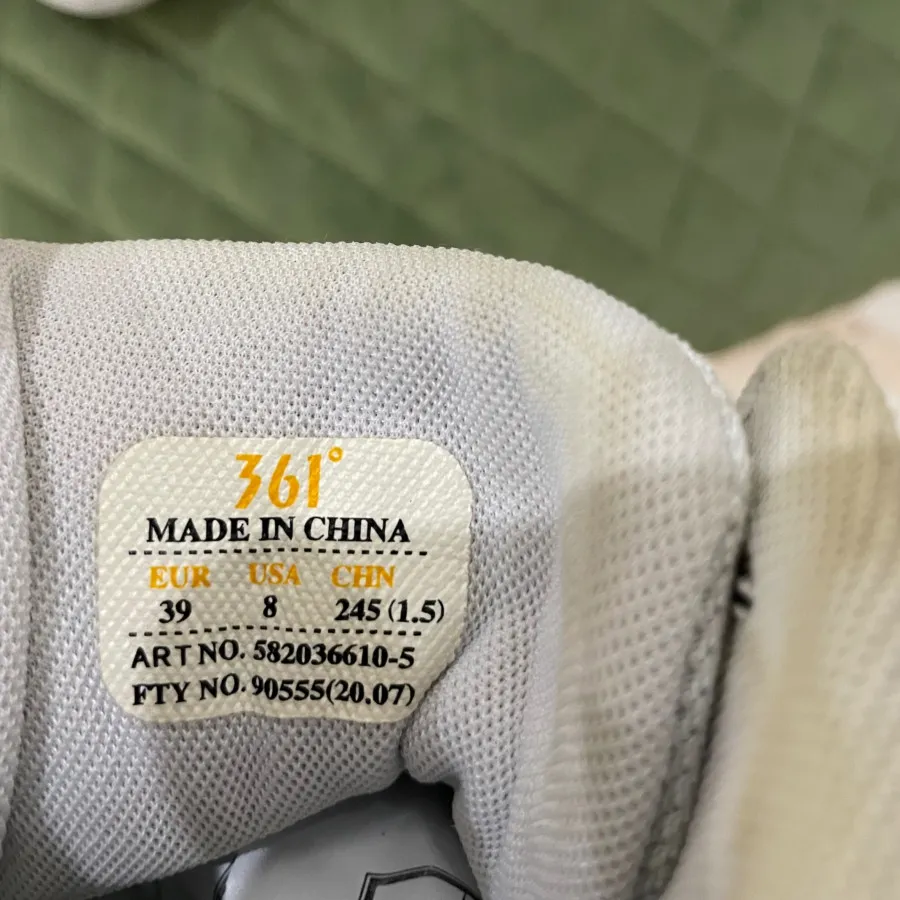 361°
MADE IN CHINA
EUR USA CHN
39 8 245 (1.5)
ART NO. 582036610-5
FTY NO. 90555(20.07)